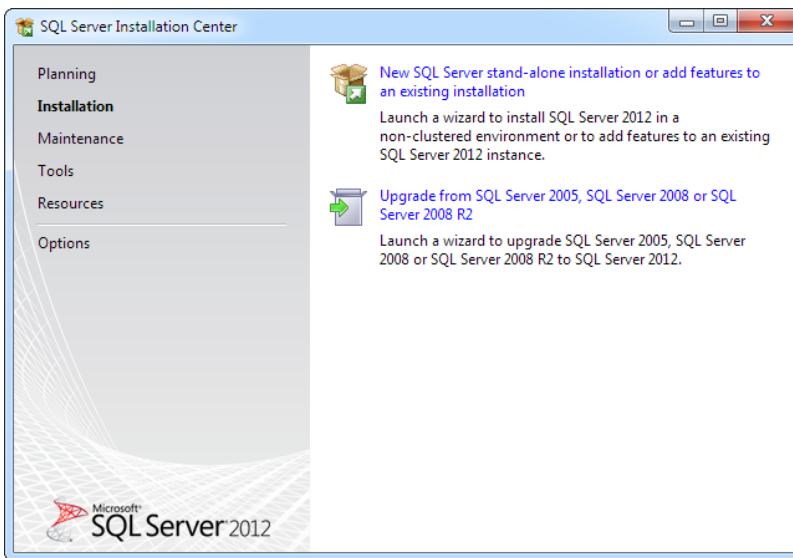 SQL Server Installation Center
Planning
Installation
Maintenance
Tools
Resources
Options
New SQL Server stand-alone installation or add features to
an existing installation
Launch a wizard to install SQL Server 2012 in a
non-clustered environment or to add features to an existing
SQL Server 2012 instance.
Upgrade from SQL Server 2005, SQL Server 2008 or SQL
Server 2008 R2
Launch a wizard to upgrade SQL Server 2005, SQL Server
2008 or SQL Server 2008 R2 to SQL Server 2012.
Microsoft
SQL Server 2012